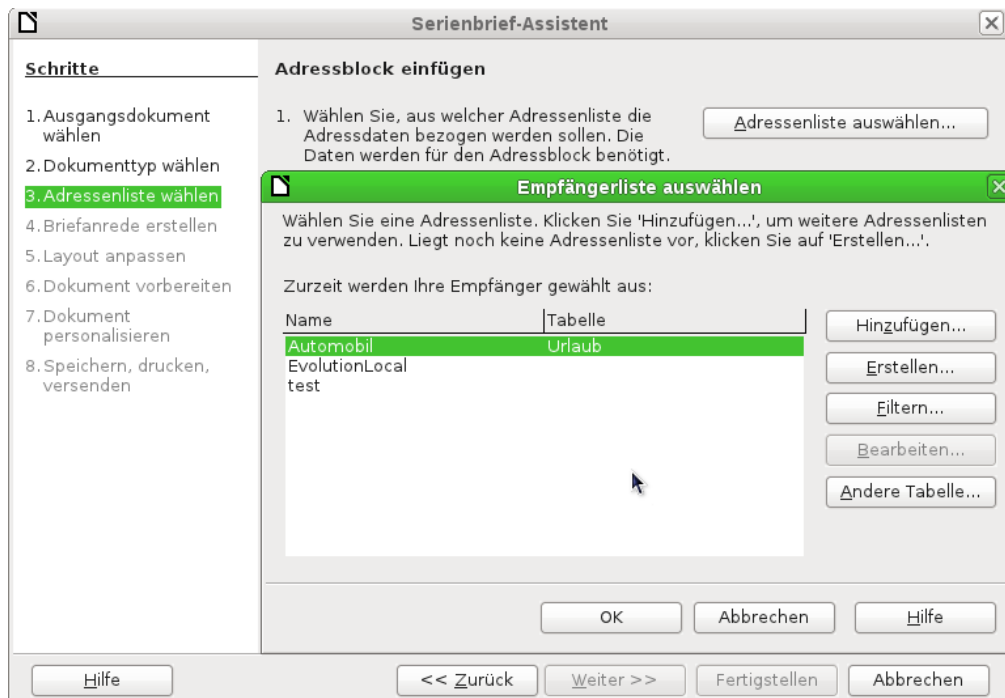 Serienbrief-Assistent
Schritte
1. Ausgangsdokument
wählen
2. Dokumenttyp wählen
3. Adressenliste wählen
4. Briefanrede erstellen
5. Layout anpassen
6. Dokument vorbereiten
7. Dokument
personalisieren
8. Speichern, drucken,
versenden
Adressblock einfügen
1. Wählen Sie, aus welcher Adressenliste die
Adressdaten bezogen werden sollen. Die
Daten werden für den Adressblock benötigt.
Adressenliste auswählen...
Empfängerliste auswählen
Wählen Sie eine Adressenliste. Klicken Sie 'Hinzufügen...', um weitere Adressenlisten
zu verwenden. Liegt noch keine Adressenliste vor, klicken Sie auf 'Erstellen...'.
Zurzeit werden Ihre Empfänger gewählt aus:
Name Tabelle
Automobil Urlaub
EvolutionLocal
test
Hinzufügen...
Erstellen...
Filtern...
Bearbeiten...
Andere Tabelle...
OK Abbrechen Hilfe
Hilfe << Zurück Weiter >> Fertigstellen Abbrechen